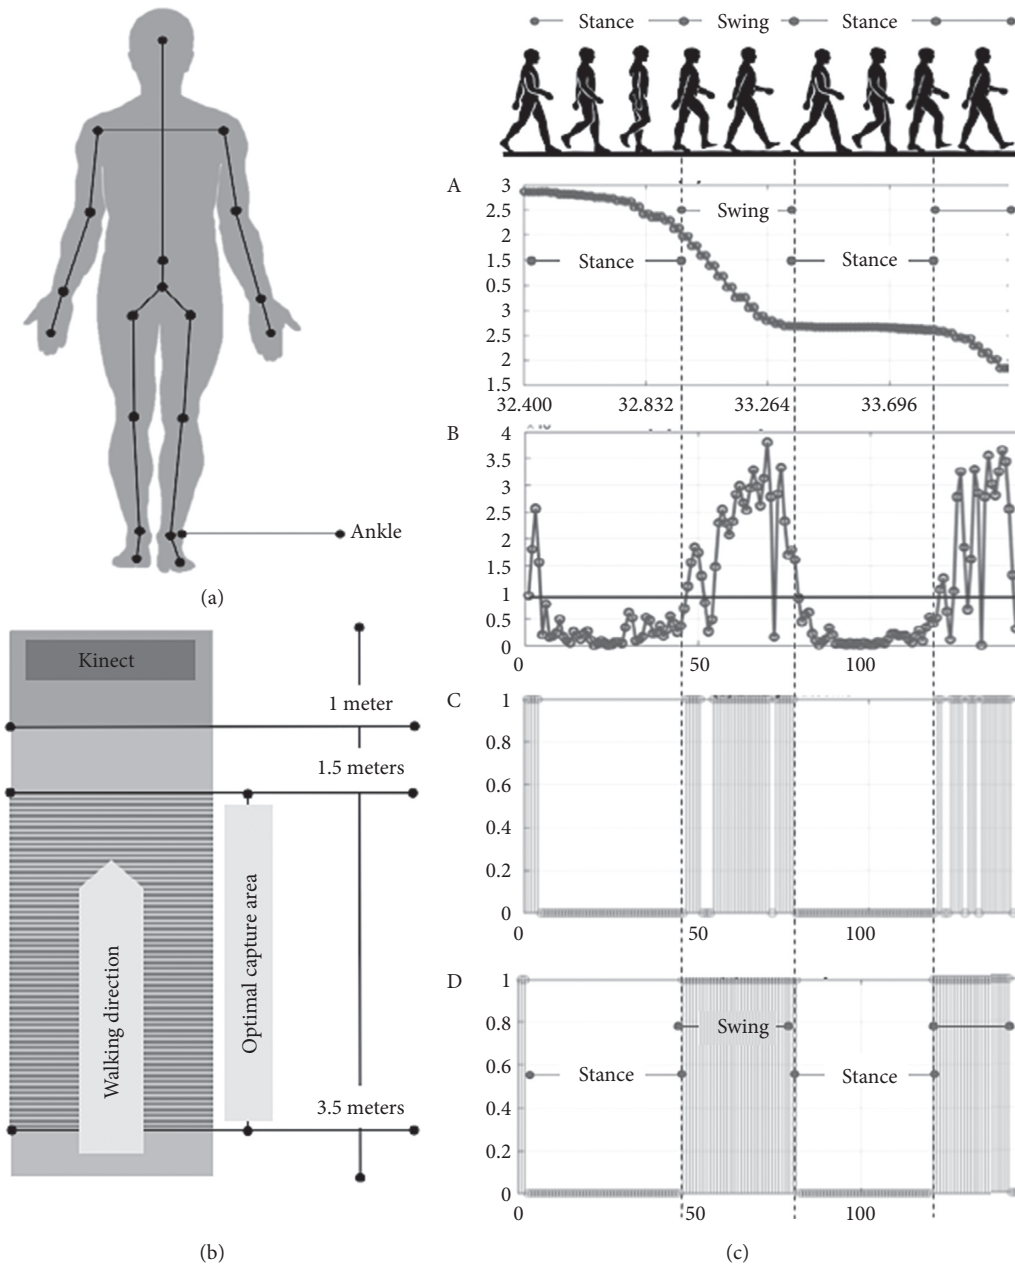 Ankle
(a)
Kinect
1 meter
1.5 meters
Optimal capture area
Walking direction
3.5 meters
(b)
Stance Swing Stance
A
3
2.5
2
1.5
0.5
3
2.5
2
1.5
Swing
Stance Stance
32.400 32.832 33.264 33.696
B
4
3.5
3
2.5
2
1.5
1
0.5
0
0 50 100
C
1
0.8
0.6
0.4
0.2
0
0 50 100
D
1
0.8
0.6
0.4
0.2
0
Swing
Stance Stance
0 50 100
(c)